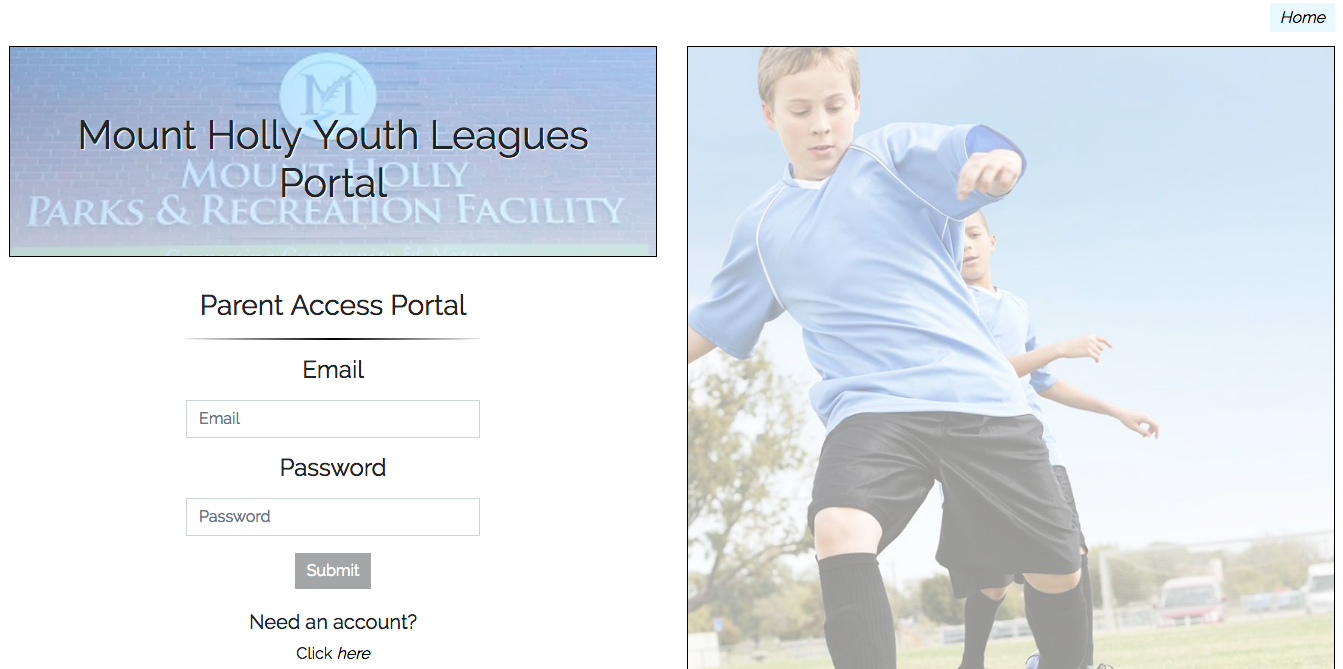 Home
M
Mount Holly Youth Leagues
Portal
Mount Holly
Parks & Recreation Facility
Parent Access Portal
Email
Email
Password
Password
Submit
Need an account?
Click here